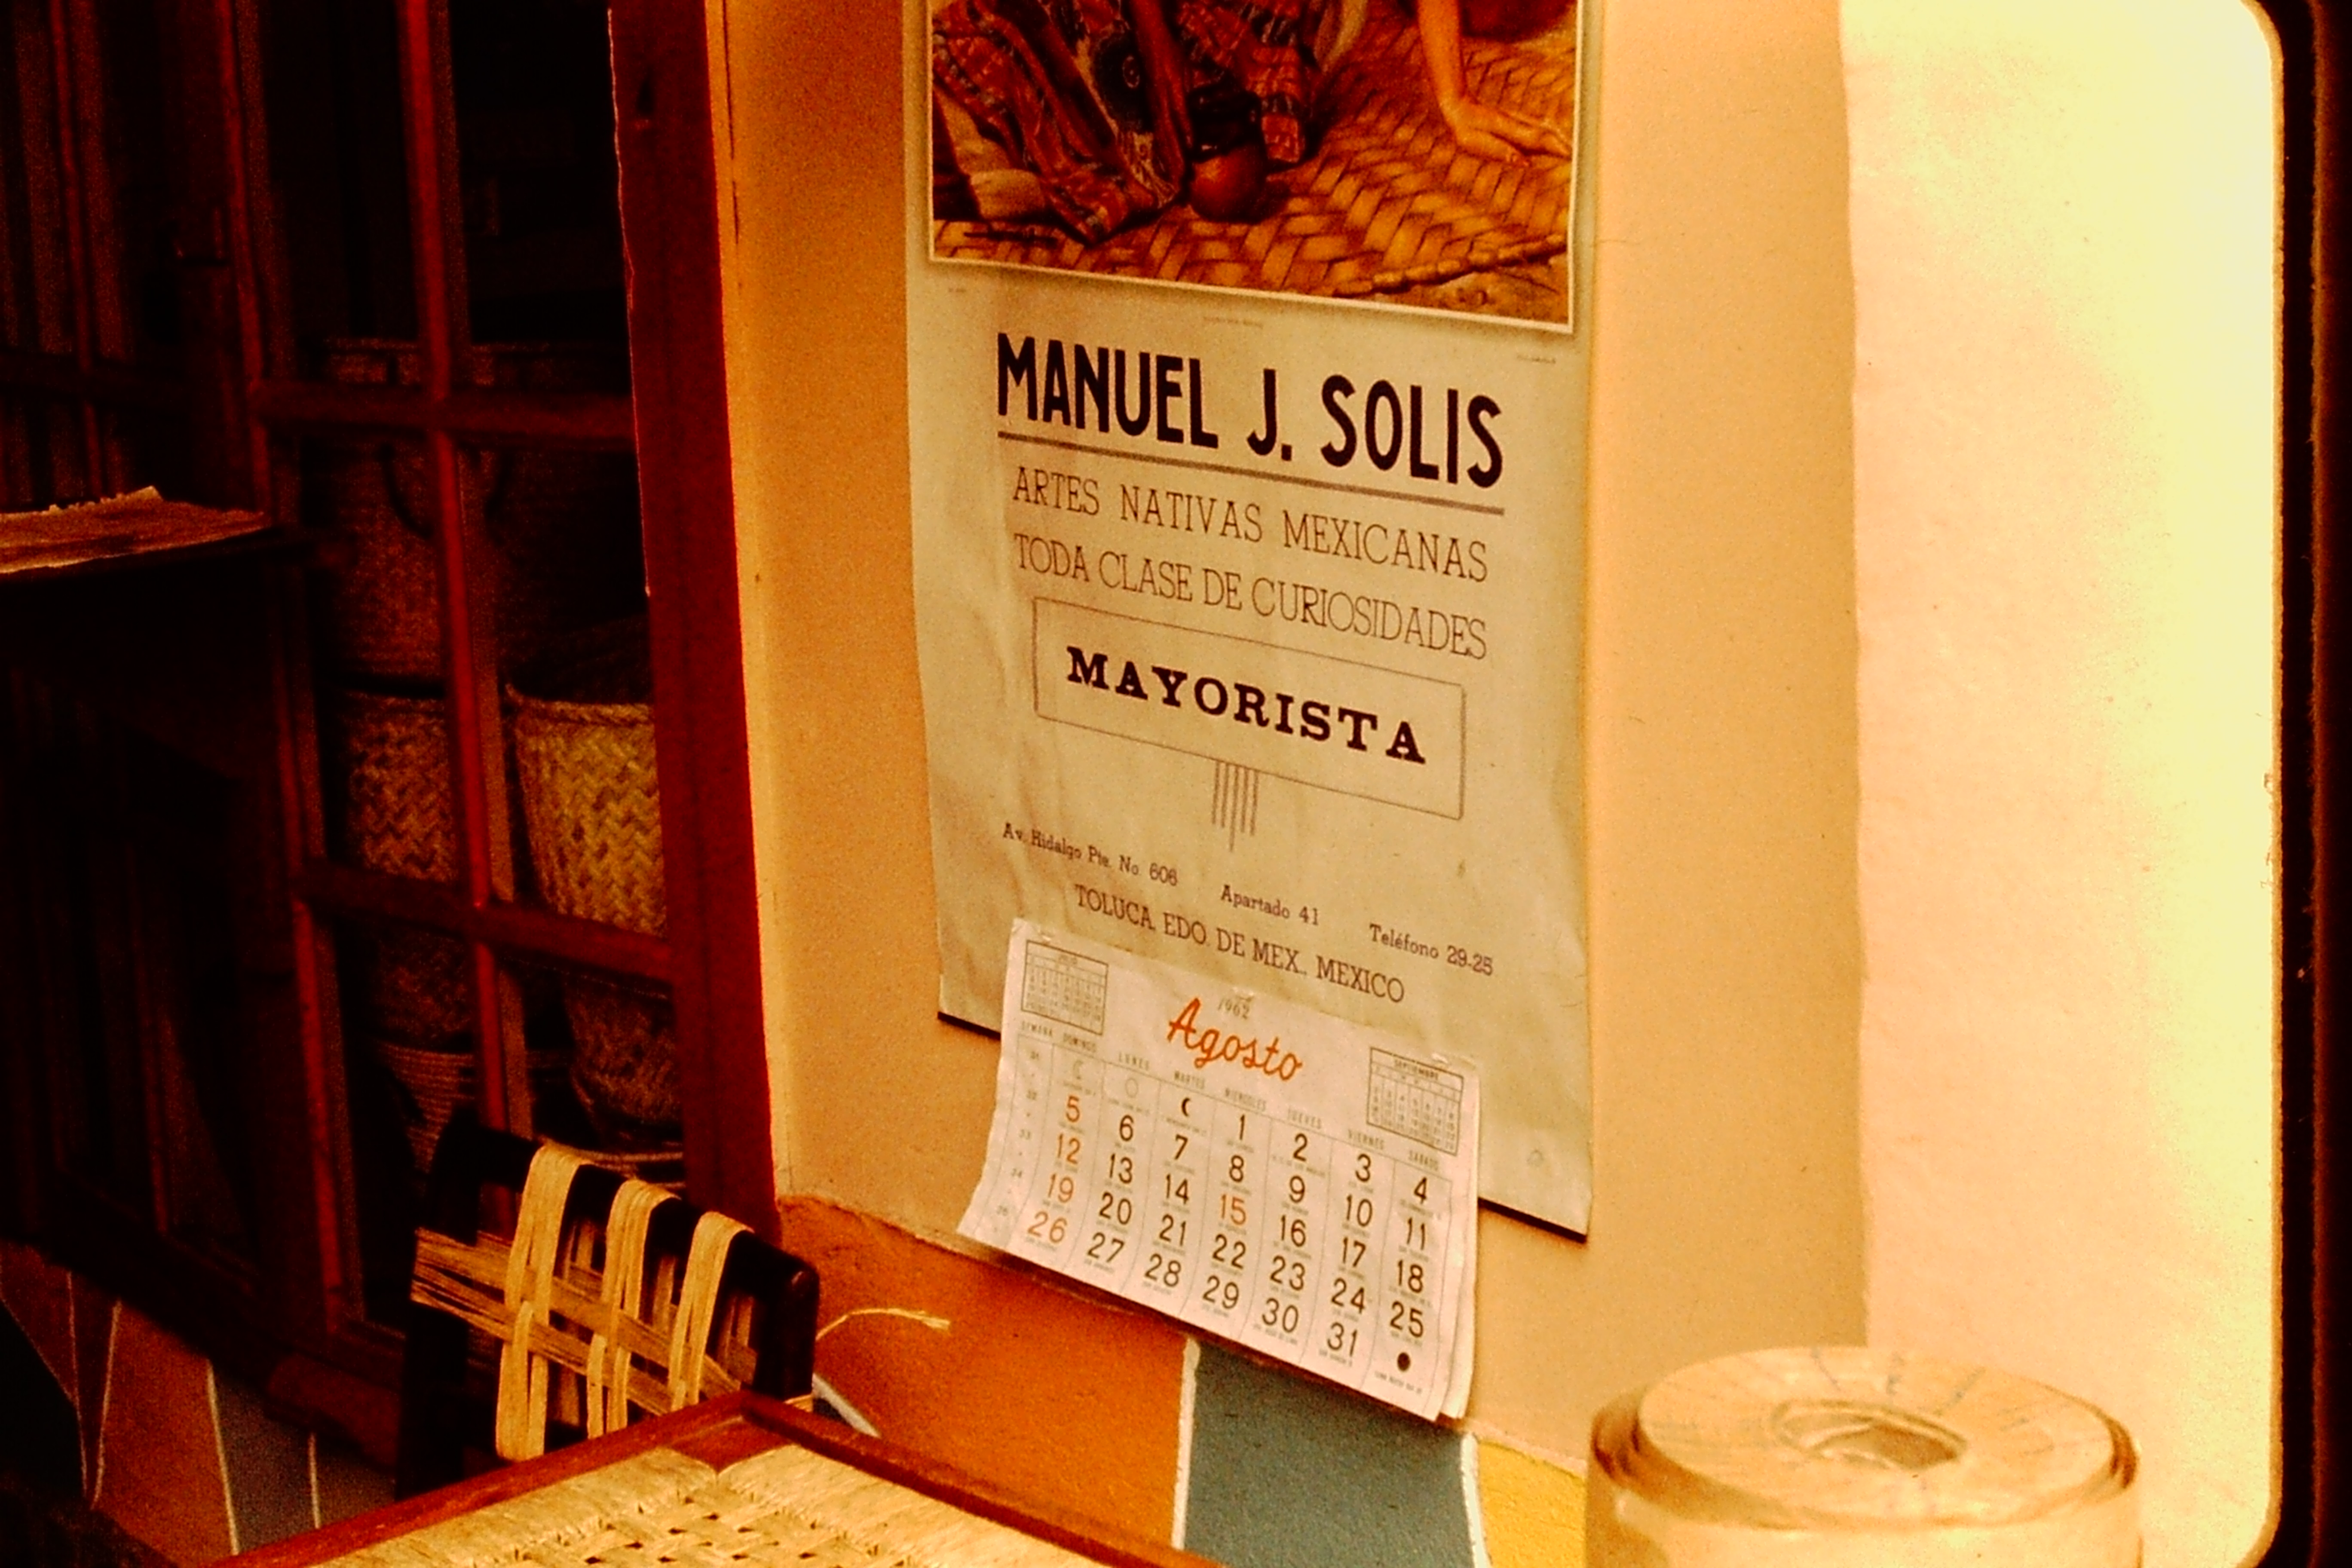 MANUEL J. SOLIS
ARTES NATIVAS MEXICANAS
TODA CLASE DE CURIOSIDADES
MAYORISTA
Av. Hidalgo Pte. No. 606 Apartado 41 Teléfono 29-25
TOLUCA, EDO. DE MEX., MEXICO
1962
Agosto
SEPTIEMBRE
SEMANA DOMINGO LUNES MARTES MIERCOLES JUEVES VIERNES SABADO
1 2 3 4
5 6 7 8 9 10 11
12 13 14 15 16 17 18
19 20 21 22 23 24 25
26 27 28 29 30 31